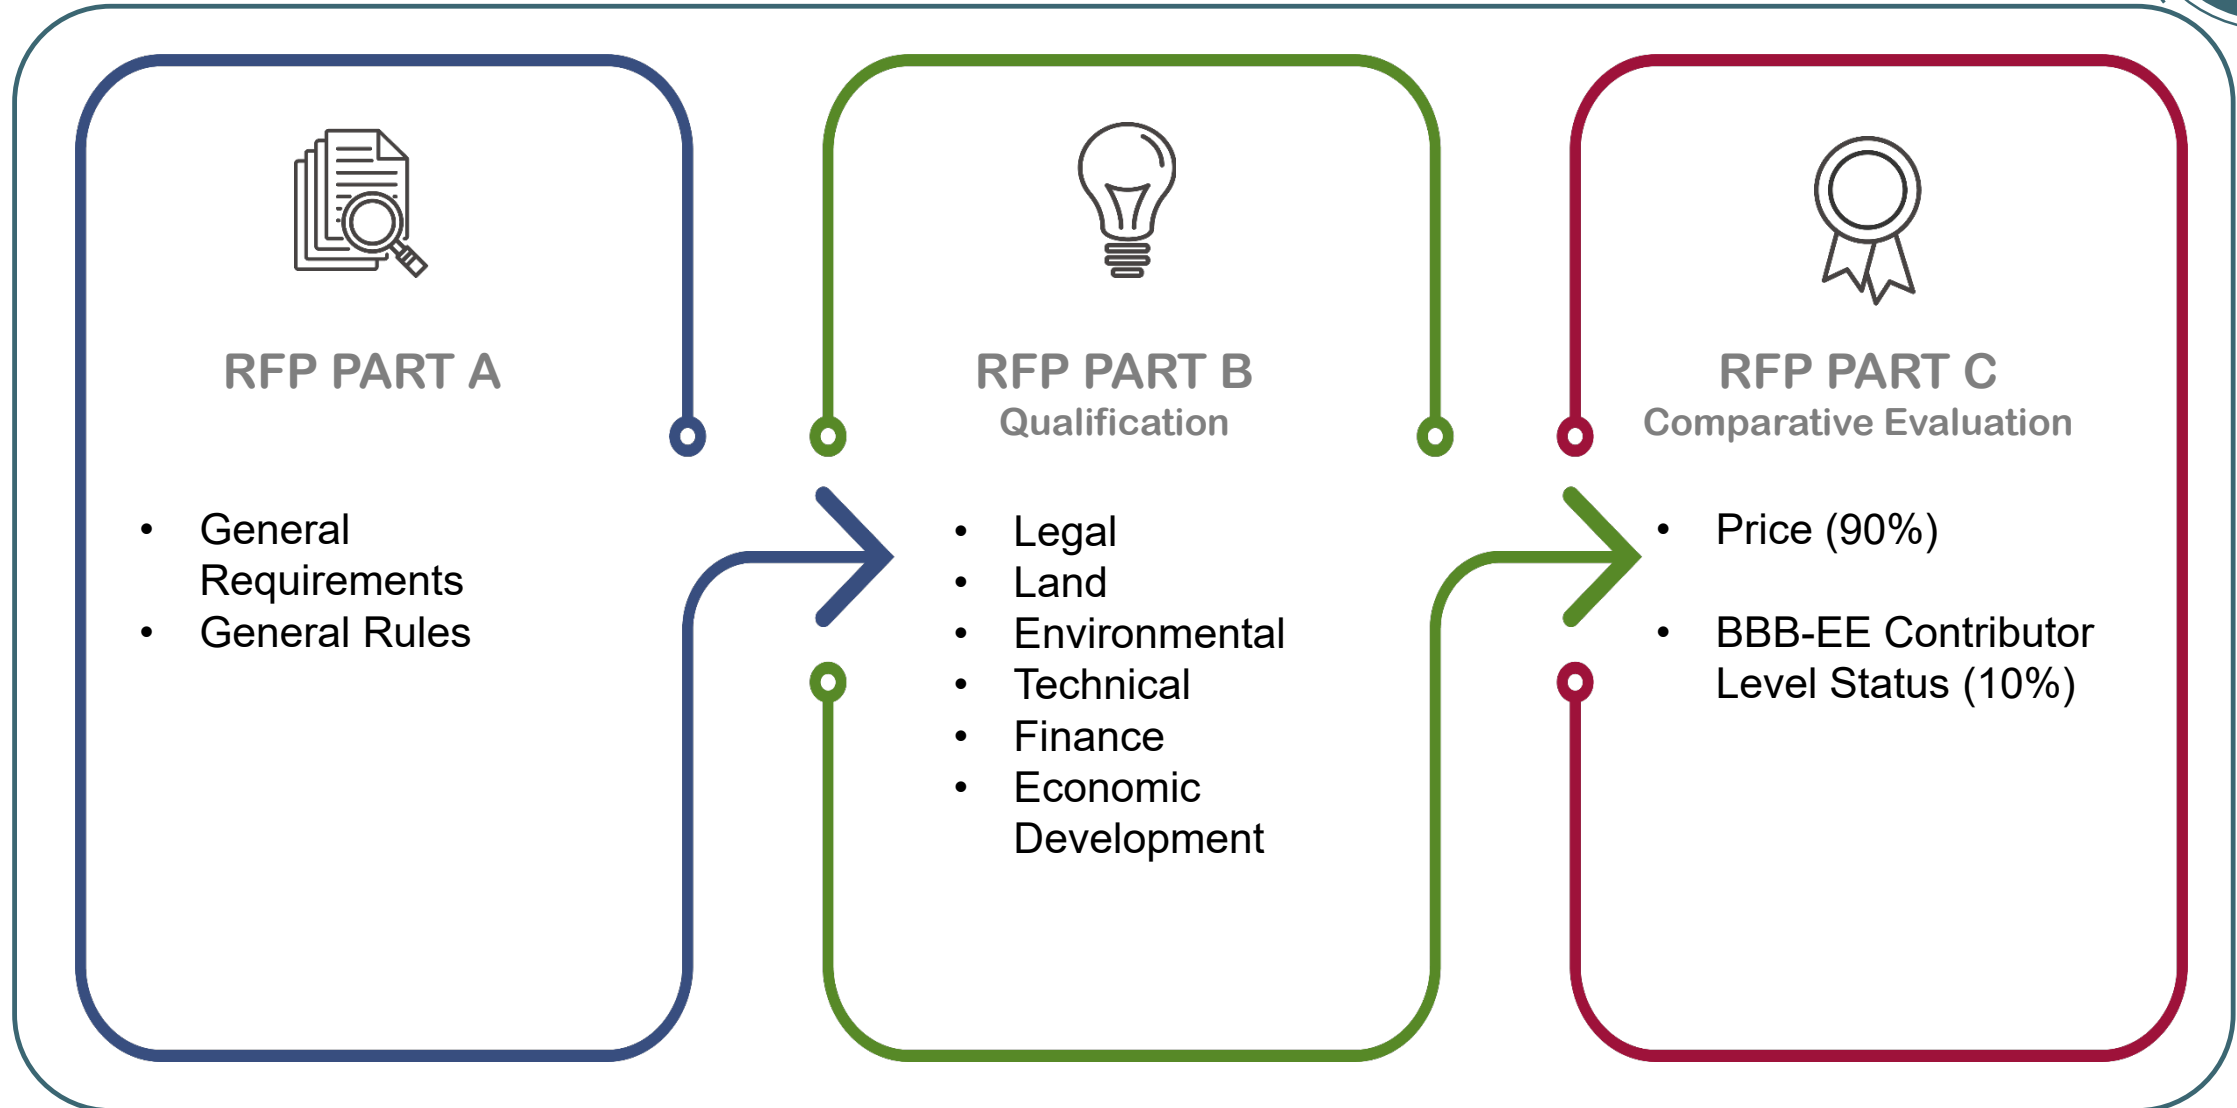 RFP PART A
• General
Requirements
• General Rules
RFP PART B
Qualification
• Legal
• Land
• Environmental
• Technical
• Finance
• Economic
Development
RFP PART C
Comparative Evaluation
• Price (90%)
• BBB-EE Contributor
Level Status (10%)